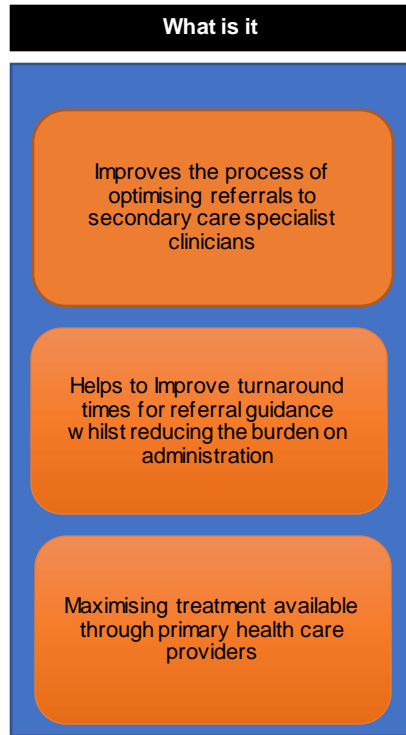 What is it
Improves the process of
optimising referrals to
secondary care specialist
clinicians
Helps to Improve turnaround
times for referral guidance
whilst reducing the burden on
administration
Maximising treatment available
through primary health care
providers